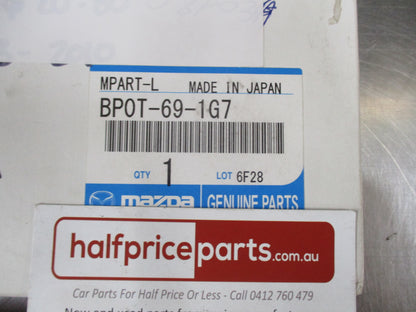 MPART-L MADE IN JAPAN
BP0T-69-1G7
QTY 1 LOT 6F28
mazda GENUINE PARTS
halfpriceparts.com.au
Car Parts For Half Price Or Less - Call 0412 760 479